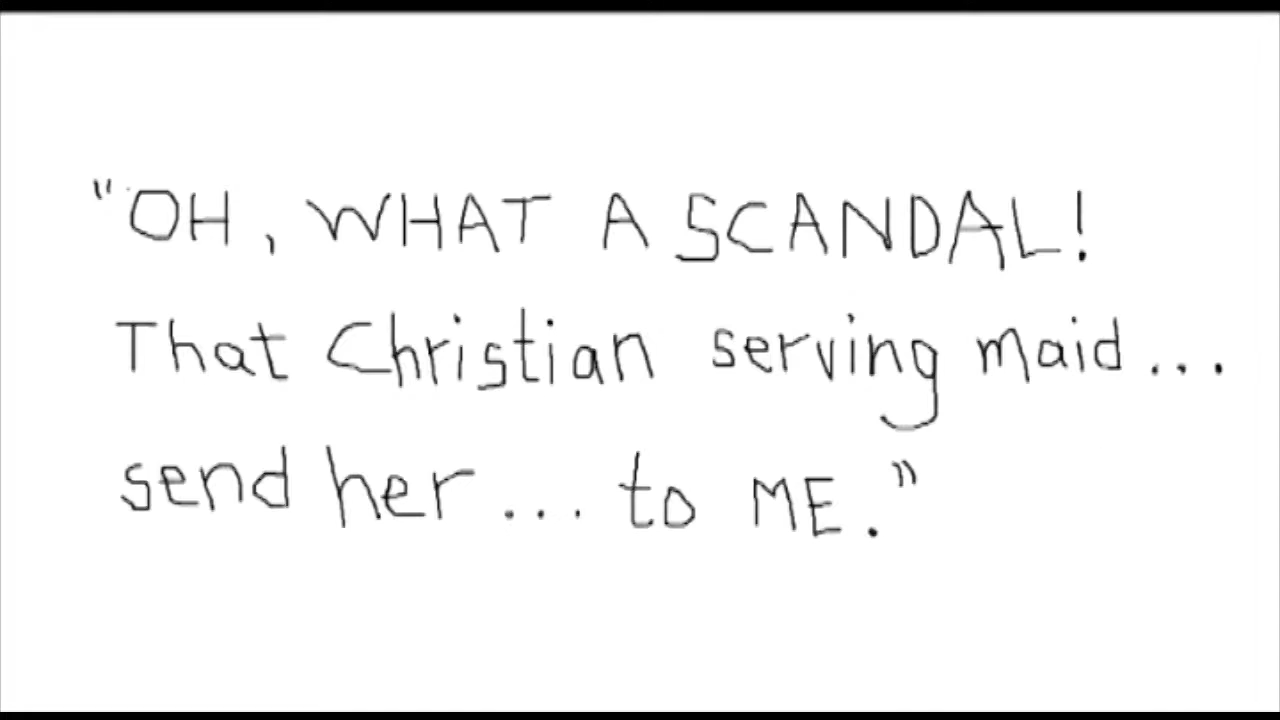 "OH, WHAT A SCANDAL!
That Christian serving maid...
send her... to ME."